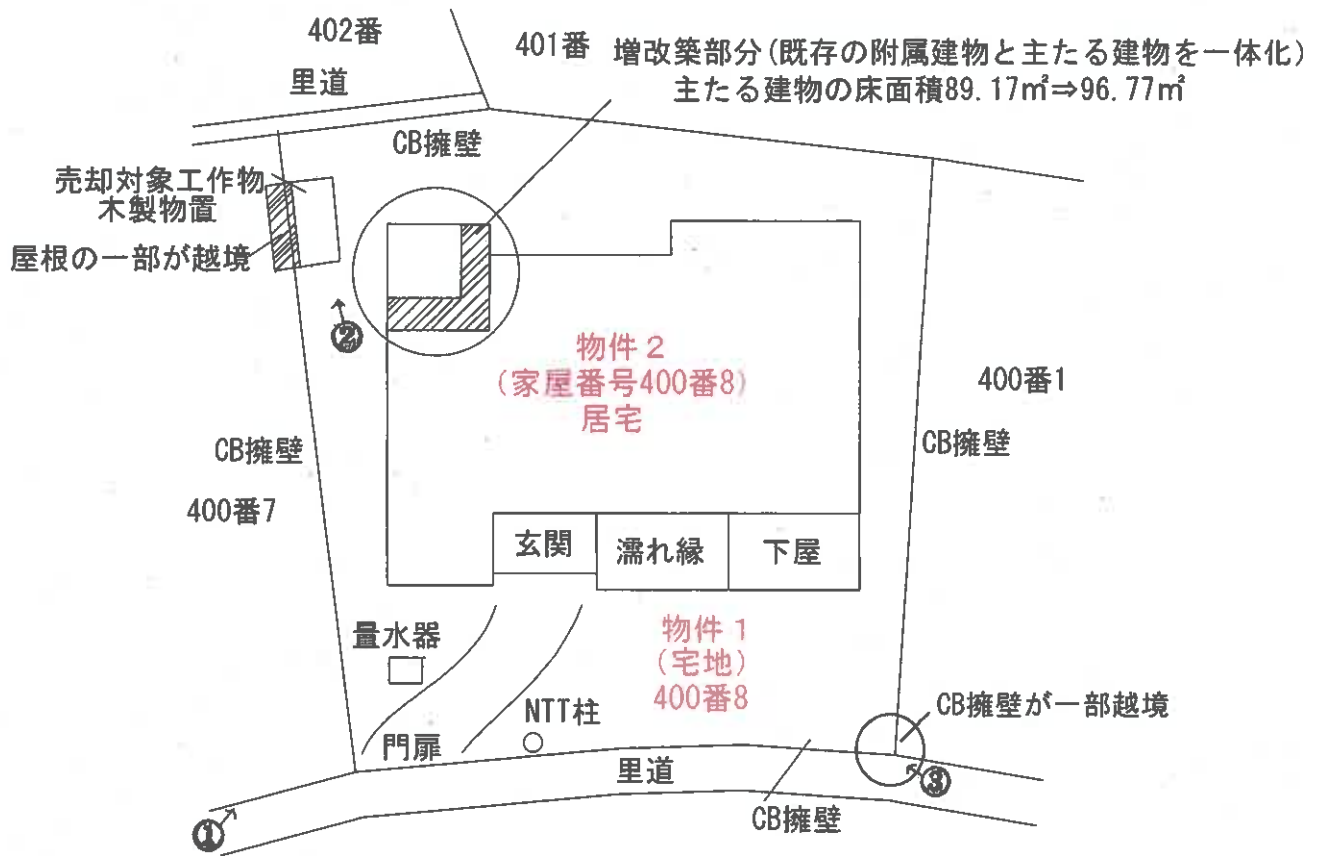 402番
401番
増改築部分(既存の附属建物と主たる建物を一体化)
主たる建物の床面積89.17㎡⇒96.77㎡
里道
CB擁壁
売却対象工作物
木製物置
屋根の一部が越境
②
物件２
(家屋番号400番8)
居宅
400番1
CB擁壁
CB擁壁
400番7
玄関
濡れ縁
下屋
量水器
物件１
(宅地)
400番8
NTT柱
CB擁壁が一部越境
門扉
里道
③
①
CB擁壁